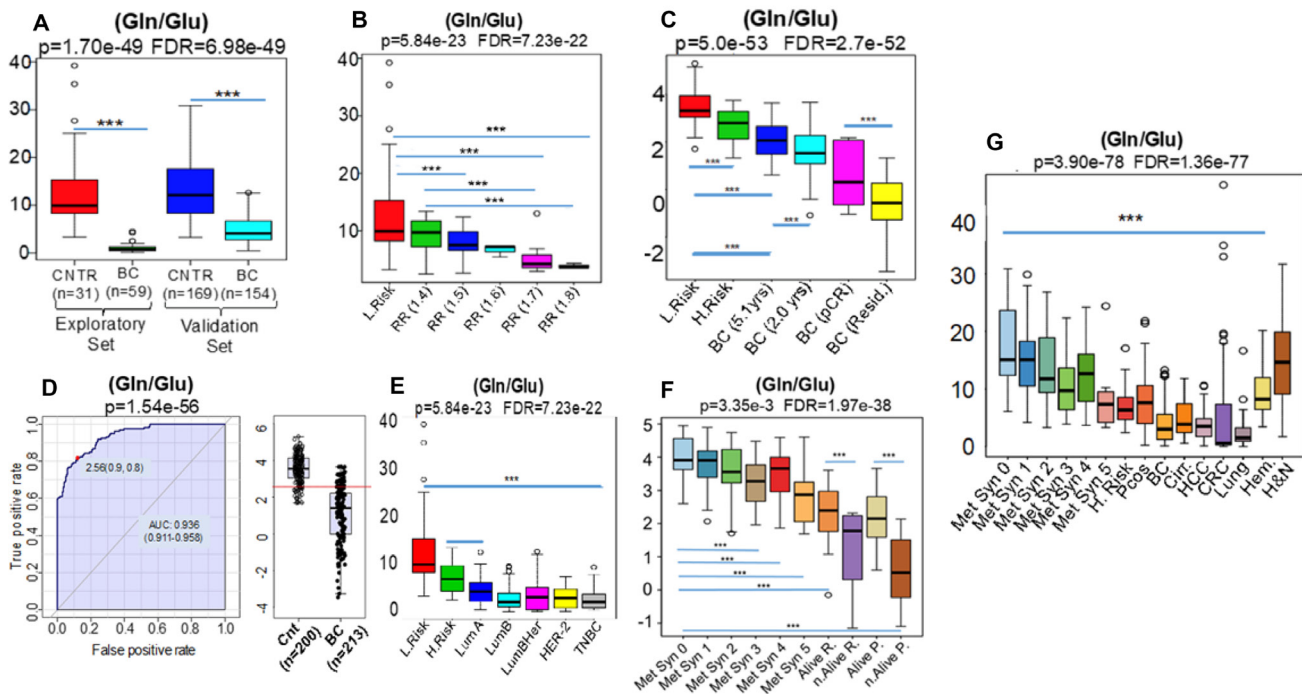 A
(Gln/Glu)
p=1.70e-49 FDR=6.98e-49
40
30
20
10
0
***
***
CNTR
(n=31)
BC
(n=59)
CNTR
(n=169)
BC
(n=154)
Exploratory
Set
Validation
Set
B
(Gln/Glu)
p=5.84e-23 FDR=7.23e-22
40
30
20
10
***
***
***
***
***
L.Risk
RR (1.4)
RR (1.5)
RR (1.6)
RR (1.7)
RR (1.8)
C
(Gln/Glu)
p=5.0e-53 FDR=2.7e-52
4
2
0
-2
***
***
***
***
***
L.Risk
H.Risk
BC (5.1yrs)
BC (2.0 yrs)
BC (pCR)
BC (Resid.)
D
(Gln/Glu)
p=1.54e-56
True positive rate
0.0
0.2
0.4
0.6
0.8
1.0
2.56(0.9, 0.8)
AUC: 0.936
(0.911-0.958)
0.0
0.2
0.4
0.6
0.8
1.0
False positive rate
6
4
2
0
-2
-4
Cnt
(n=200)
BC
(n=213)
E
(Gln/Glu)
p=5.84e-23 FDR=7.23e-22
40
30
20
10
0
***
L.Risk
H.Risk
LumA
LumB
LumBHer
HER-2
TNBC
F
(Gln/Glu)
p=3.35e-3 FDR=1.97e-38
5
4
3
2
1
0
-1
***
***
***
***
***
***
***
Met Syn 0
Met Syn 1
Met Syn 2
Met Syn 3
Met Syn 4
Met Syn 5
Alive R.
n.Alive R.
Alive P.
n.Alive P.
G
(Gln/Glu)
p=3.90e-78 FDR=1.36e-77
40
30
20
10
0
***
Met Syn 0
Met Syn 1
Met Syn 2
Met Syn 3
Met Syn 4
Met Syn 5
H. Risk
Pcos
BC
Cirr.
HCC
CRC
Lung
Hem.
H&N